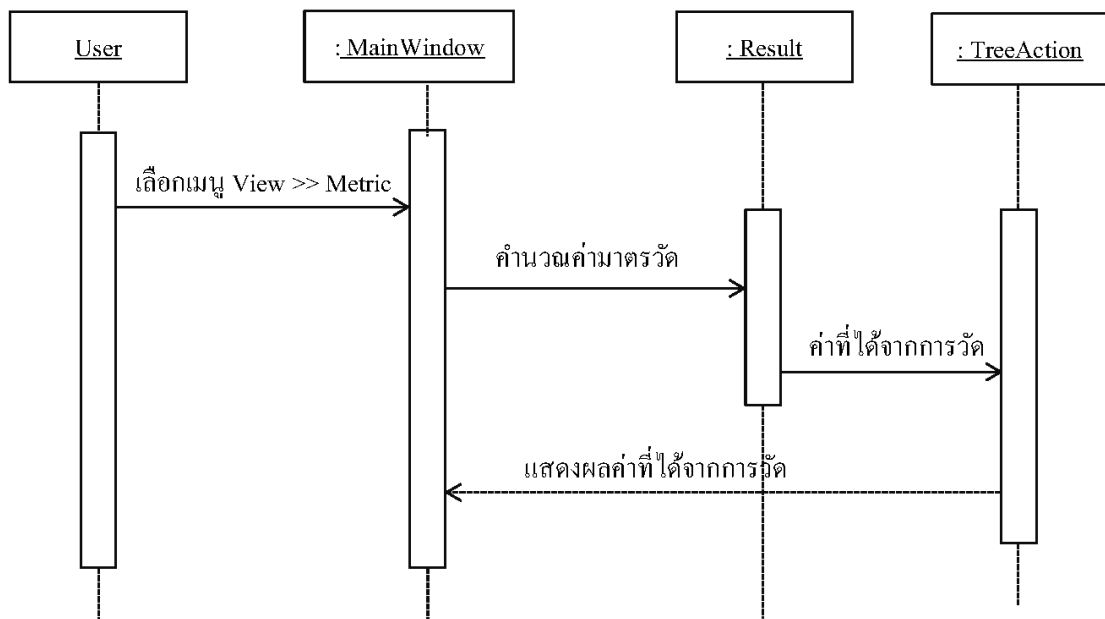 User
: MainWindow
: Result
: TreeAction
เลือกเมนู View >> Metric
คำนวณค่ามาตรวัด
ค่าที่ได้จากการวัด
แสดงผลค่าที่ได้จากการวัด